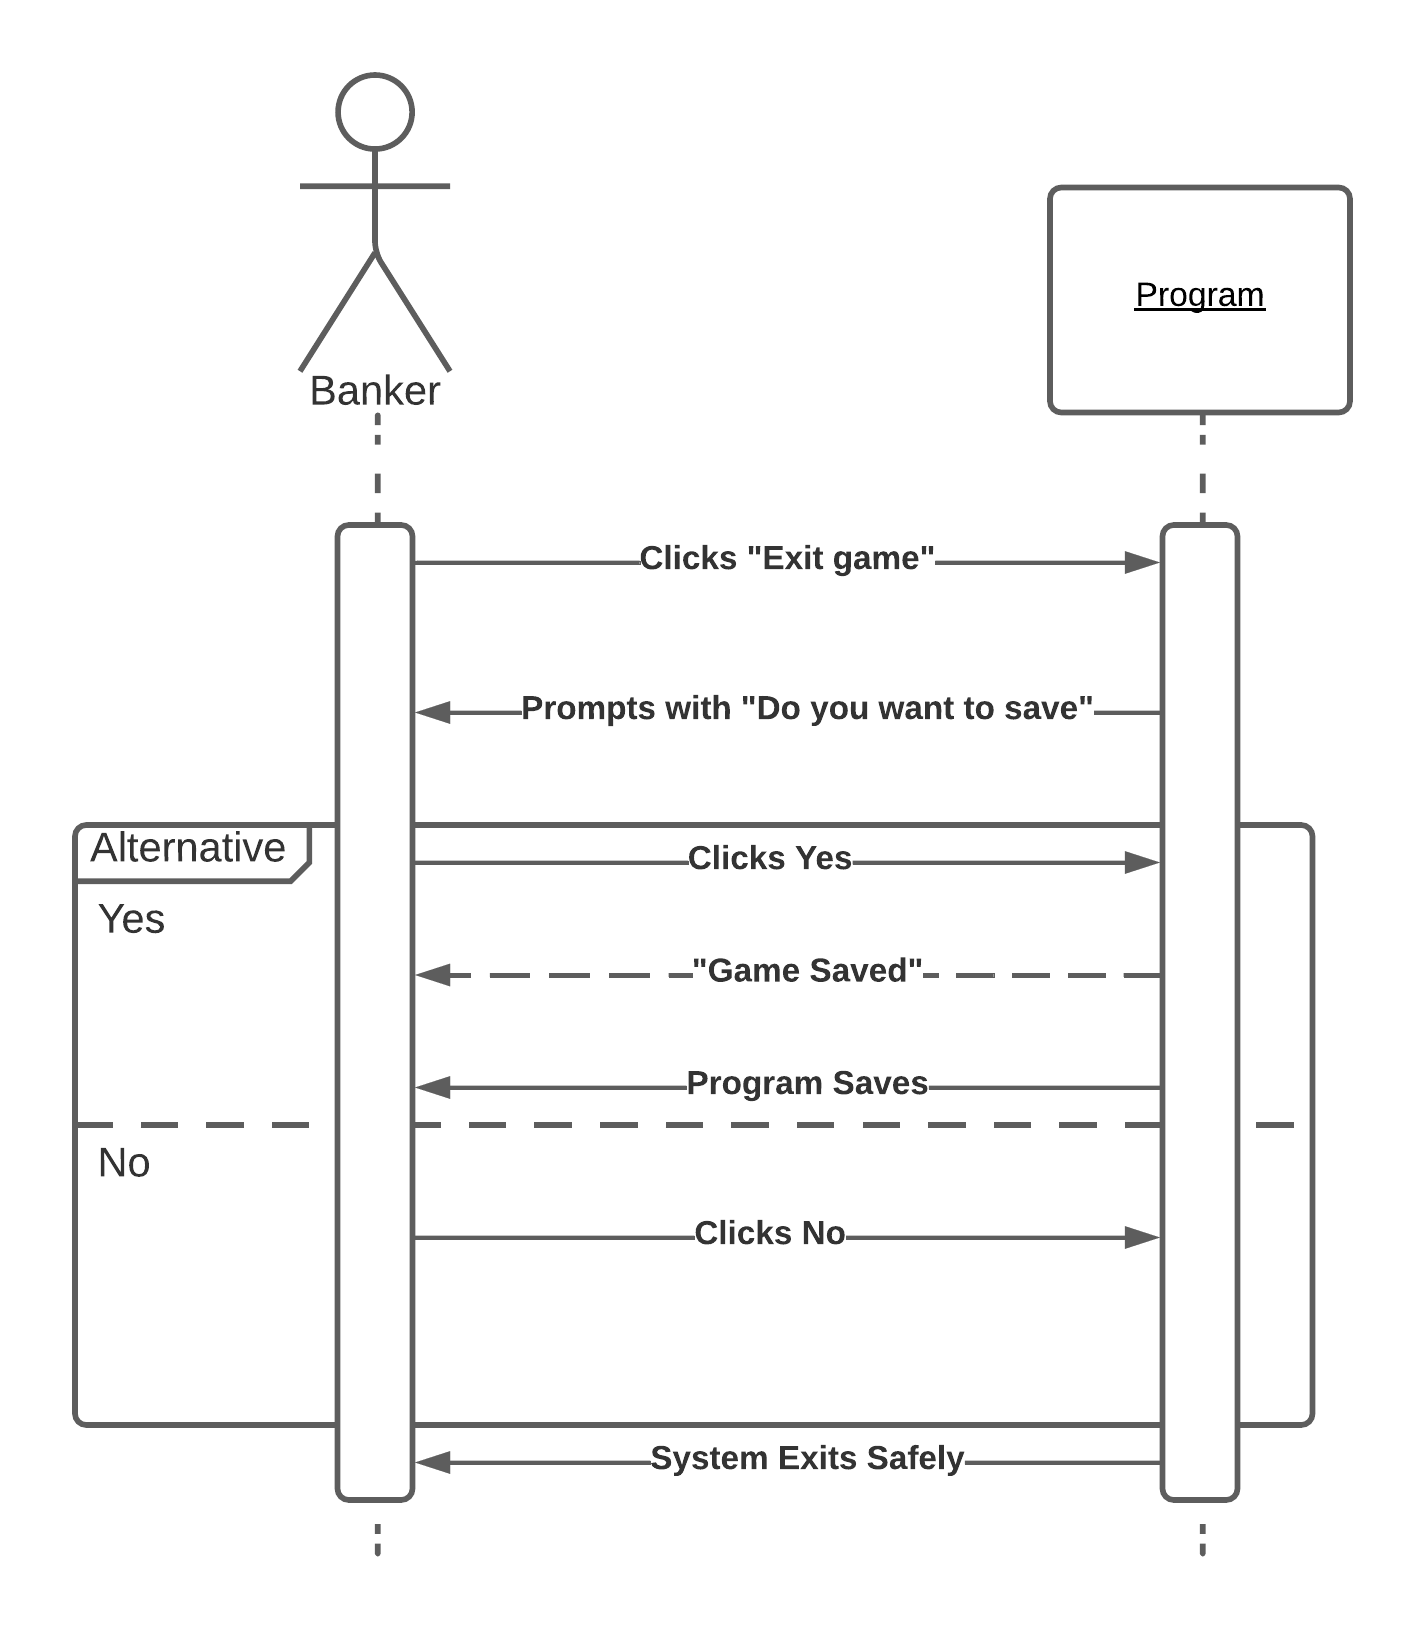 Program
Banker
Clicks "Exit game"
Prompts with "Do you want to save"
Alternative
Clicks Yes
Yes
"Game Saved"
Program Saves
No
Clicks No
System Exits Safely